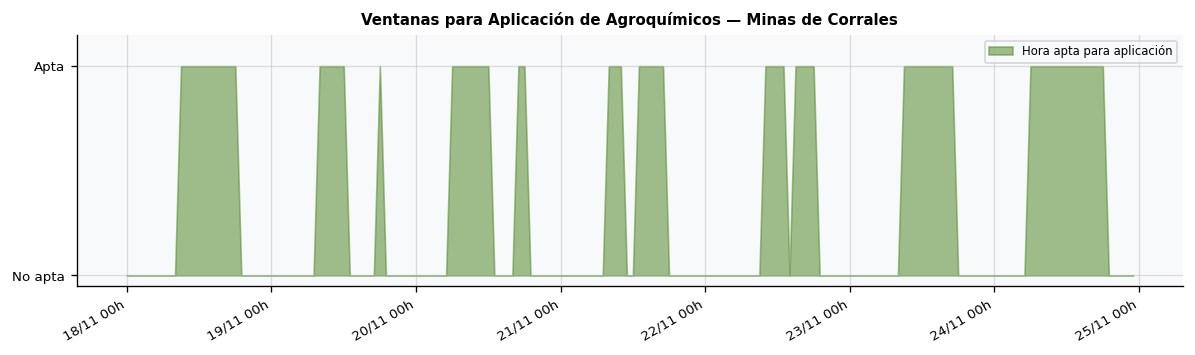 Ventanas para Aplicación de Agroquímicos — Minas de Corrales
Hora apta para aplicación
Apta
No apta
18/11 00h
19/11 00h
20/11 00h
21/11 00h
22/11 00h
23/11 00h
24/11 00h
25/11 00h